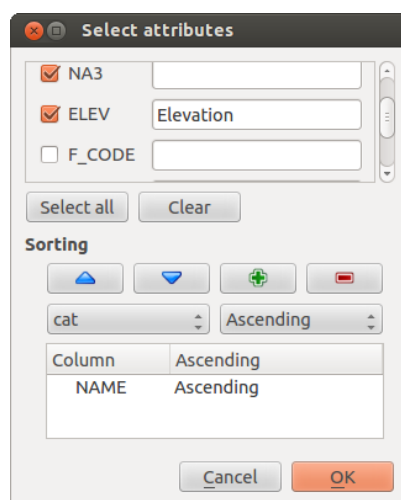 Select attributes
NA3
ELEV Elevation
F_CODE
Select all Clear
Sorting
cat Ascending
Column Ascending
NAME Ascending
Cancel OK